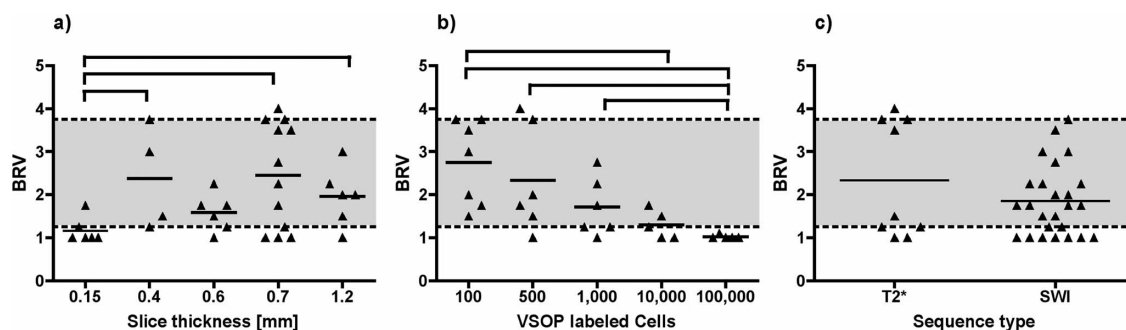 a)
5
4
3
2
1
0
BRV
0.15 0.4 0.6 0.7 1.2
Slice thickness [mm]
b)
5
4
3
2
1
0
BRV
100 500 1,000 10,000 100,000
VSOP labeled Cells
c)
5
4
3
2
1
0
BRV
T2* SWI
Sequence type